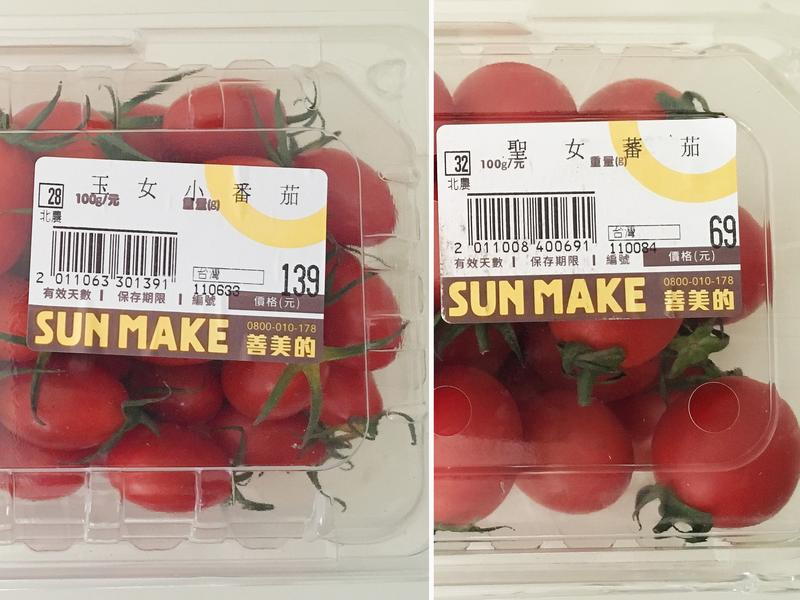 28 玉女小番茄
100g/元 重量(g)
北農
台灣
2 011063 301391 110633 139
有效天數 保存期限 編號 價格(元)
SUN MAKE 0800-010-178
善美的
32 聖女蕃茄
100g/元 重量(g)
北農
台灣
2 011008 400691 110084 69
有效天數 保存期限 編號 價格(元)
SUN MAKE 0800-010-178
善美的